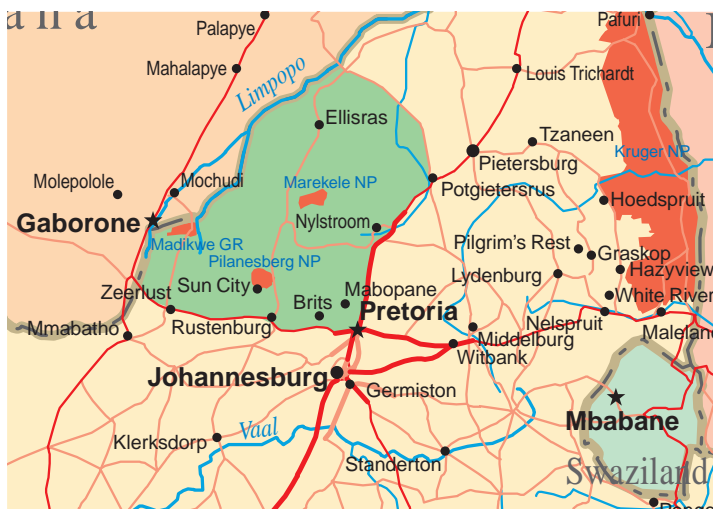 ana
Palapye
Pafuri
Mahalapye
Limpopo
Louis Trichardt
Ellisras
Tzaneen
Kruger NP
Pietersburg
Molepolole
Mochudi
Marekele NP
Potgietersrus
Hoedspruit
Gaborone
Nylstroom
Madikwe GR
Pilgrim's Rest
Graskop
Pilanesberg NP
Lydenburg
Hazyview
Sun City
Zeerlust
Mabopane
White River
Brits
Pretoria
Mmabatho
Rustenburg
Nelspruit
Maleland
Middelburg
Witbank
Johannesburg
Germiston
Mbabane
Klerksdorp
Vaal
Standerton
Swaziland